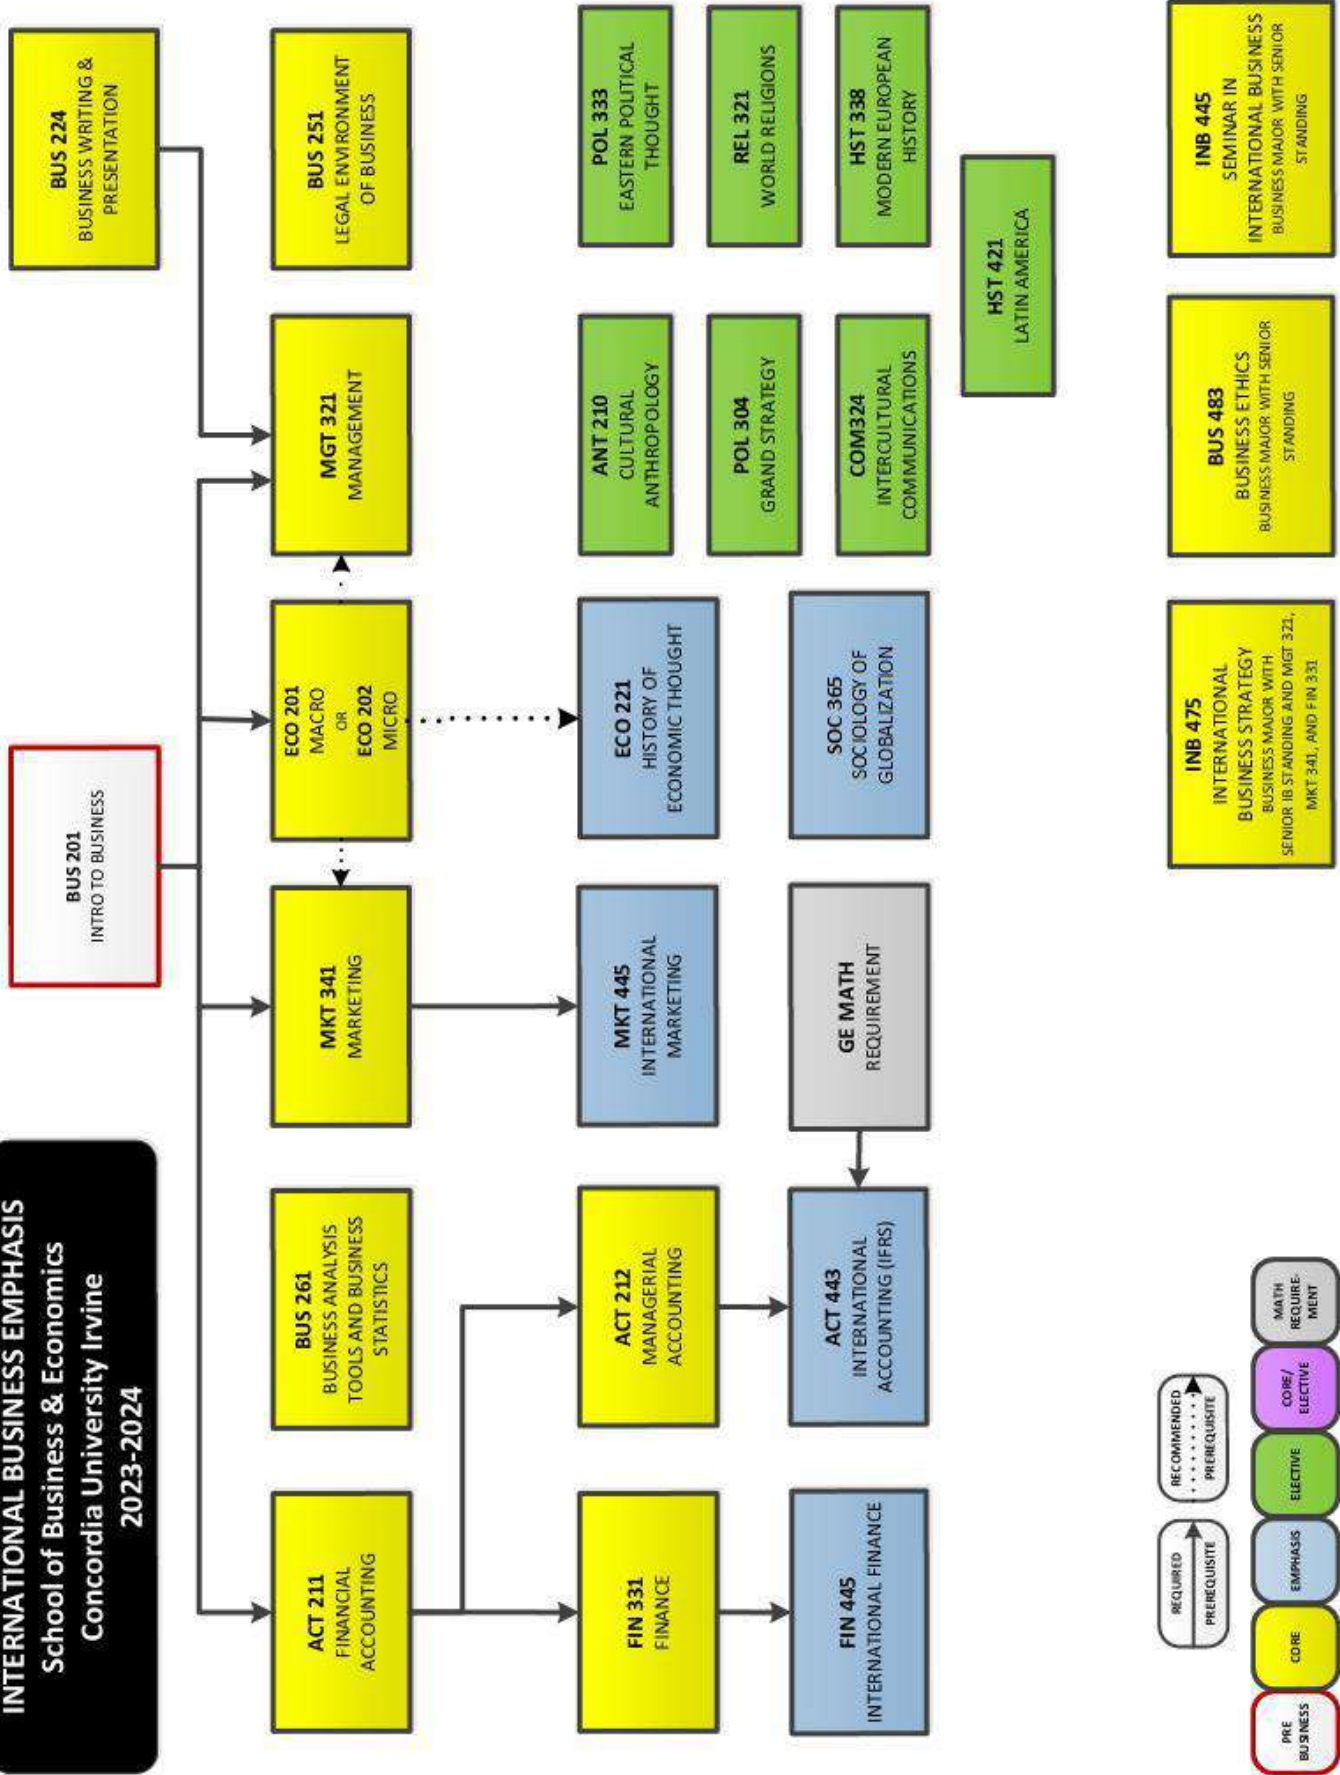 INTERNATIONAL BUSINESS EMPHASIS
School of Business & Economics
Concordia University Irvine
2023-2024
BUS 201
INTRO TO BUSINESS
BUS 224
BUSINESS WRITING &
PRESENTATION
ACT 211
FINANCIAL
ACCOUNTING
BUS 261
BUSINESS ANALYSIS
TOOLS AND BUSINESS
STATISTICS
MKT 341
MARKETING
ECO 201
MACRO
OR
ECO 202
MICRO
MGT 321
MANAGEMENT
BUS 251
LEGAL ENVIRONMENT
OF BUSINESS
FIN 331
FINANCE
ACT 212
MANAGERIAL
ACCOUNTING
MKT 445
INTERNATIONAL
MARKETING
ECO 221
HISTORY OF
ECONOMIC THOUGHT
ANT 210
CULTURAL
ANTHROPOLOGY
POL 333
EASTERN POLITICAL
THOUGHT
POL 304
GRAND STRATEGY
REL 321
WORLD RELIGIONS
FIN 445
INTERNATIONAL FINANCE
ACT 443
INTERNATIONAL
ACCOUNTING (IFRS)
GE MATH
REQUIREMENT
SOC 365
SOCIOLOGY OF
GLOBALIZATION
COM324
INTERCULTURAL
COMMUNICATIONS
HST 338
MODERN EUROPEAN
HISTORY
HST 421
LATIN AMERICA
INB 475
INTERNATIONAL
BUSINESS STRATEGY
BUSINESS MAJOR WITH
SENIOR IB STANDING AND MGT 321,
MKT 341, AND FIN 331
BUS 483
BUSINESS ETHICS
BUSINESS MAJOR WITH SENIOR
STANDING
INB 445
SEMINAR IN
INTERNATIONAL BUSINESS
BUSINESS MAJOR WITH SENIOR
STANDING
REQUIRED
PREREQUISITE
RECOMMENDED
PREREQUISITE
PRE
BUSINESS
CORE
EMPHASIS
ELECTIVE
CORE/
ELECTIVE
MATH
REQUIRE-
MENT